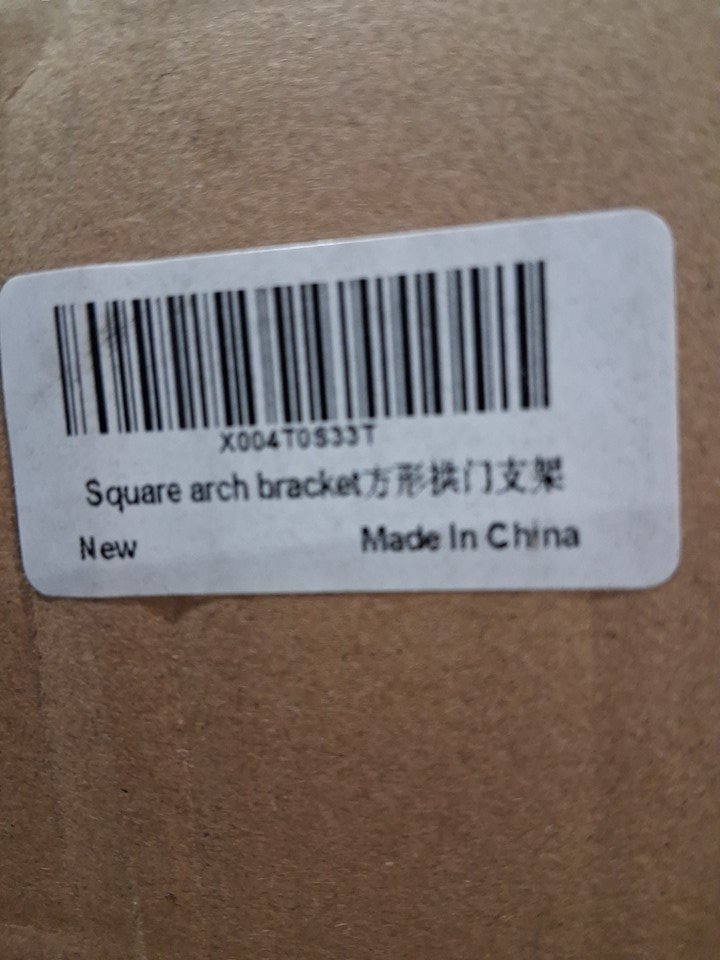 X004T0S33T
Square arch bracket方形拱门支架
New
Made In China